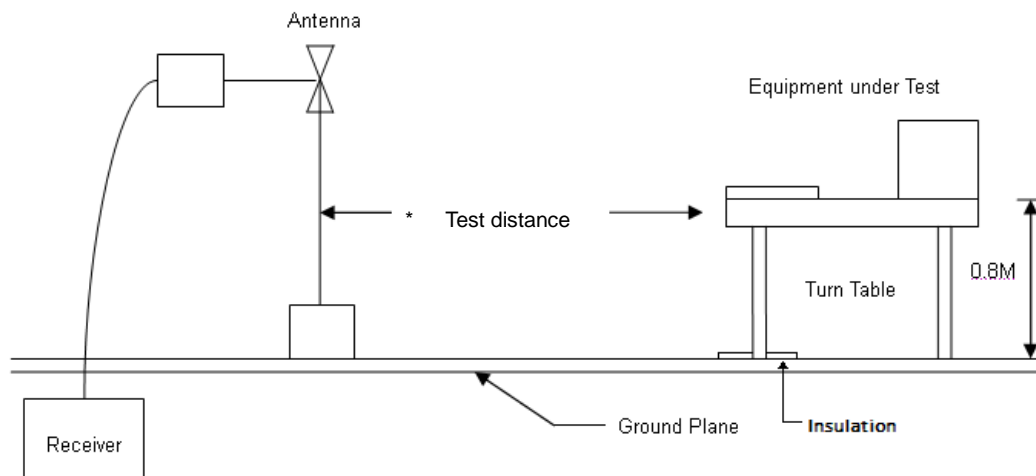 Antenna
Equipment under Test
* Test distance
0.8M
Turn Table
Ground Plane
Insulation
Receiver